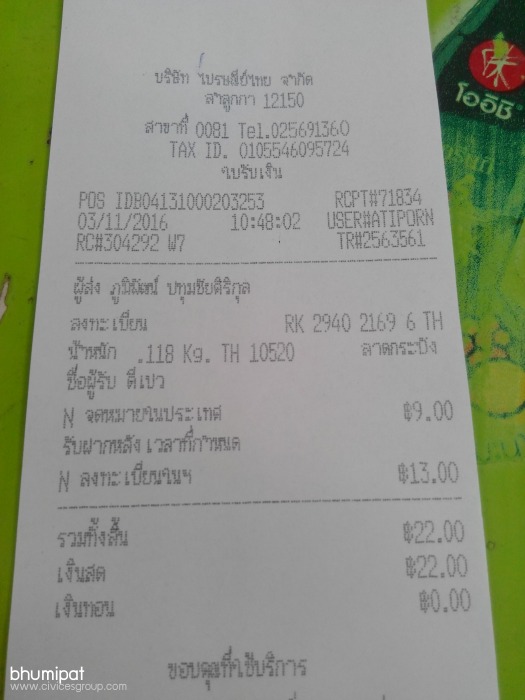 บริษัท ไปรษณีย์ไทย จำกัด
ลำลูกกา 12150
สาขาที่ 0081 Tel.025691360
TAX ID. 0105546095724
ใบรับเงิน
POS IDB04131000203253 RCPT#71834
03/11/2016 10:48:02 USER#ATIPORN
RC#304292 W7 TR#2563561
ผู้ส่ง ภูมิพัฒน์ ปทุมชัยศิริกุล
ลงทะเบียน RK 2940 2169 6 TH
น้ำหนัก .118 Kg. TH 10520 ลาดกระบัง
ชื่อผู้รับ ตี๋เปา
N จดหมายในประเทศ ฿9.00
รับฝากหลัง เวลาที่กำหนด
N ลงทะเบียนในฯ ฿13.00
รวมทั้งสิ้น ฿22.00
เงินสด ฿22.00
เงินทอน ฿0.00
ขอบคุณที่ใช้บริการ
โออิชิ
bhumipat
www.civicesgroup.com